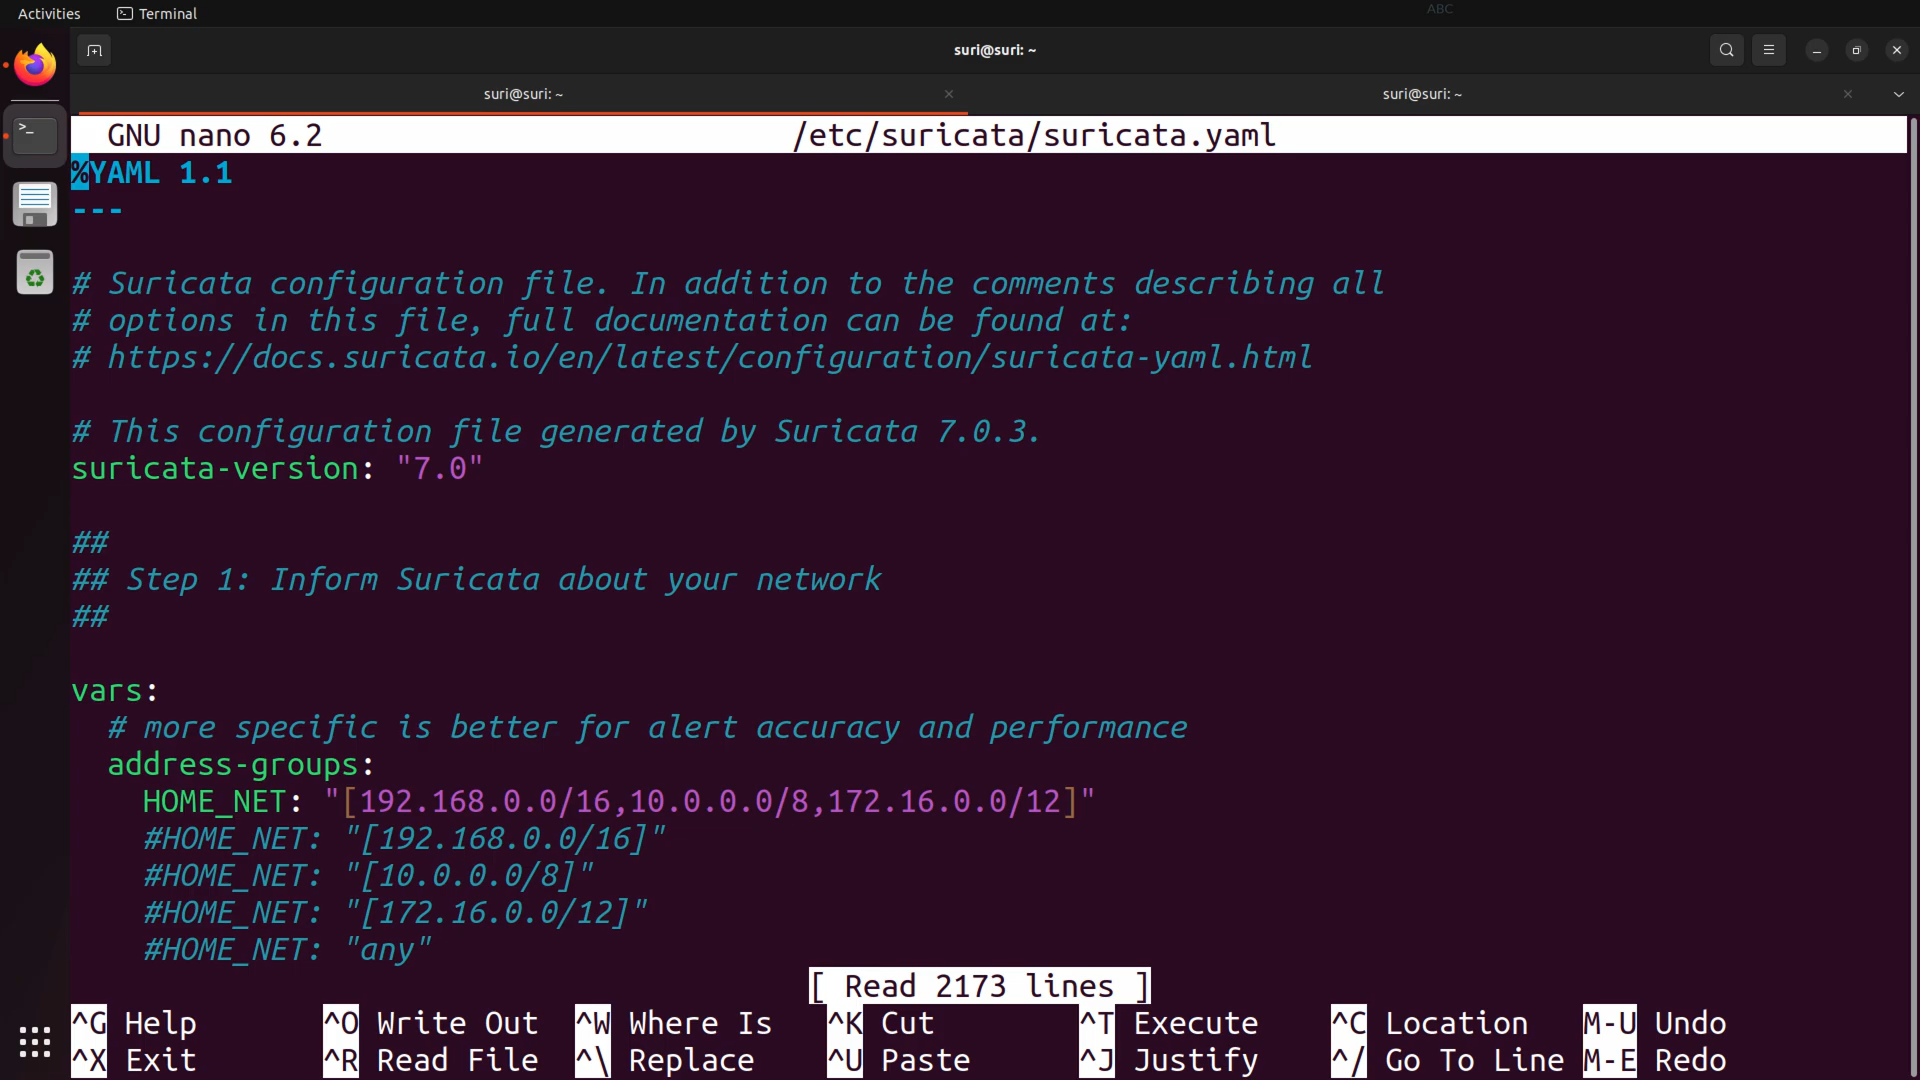 Activities
Terminal
ABC
suri@suri: ~
suri@suri: ~
suri@suri: ~
GNU nano 6.2 /etc/suricata/suricata.yaml
%YAML 1.1
---
# Suricata configuration file. In addition to the comments describing all
# options in this file, full documentation can be found at:
# https://docs.suricata.io/en/latest/configuration/suricata-yaml.html
# This configuration file generated by Suricata 7.0.3.
suricata-version: "7.0"
##
## Step 1: Inform Suricata about your network
##
vars:
# more specific is better for alert accuracy and performance
address-groups:
HOME_NET: "[192.168.0.0/16,10.0.0.0/8,172.16.0.0/12]"
#HOME_NET: "[192.168.0.0/16]"
#HOME_NET: "[10.0.0.0/8]"
#HOME_NET: "[172.16.0.0/12]"
#HOME_NET: "any"
[ Read 2173 lines ]
^G Help ^O Write Out ^W Where Is ^K Cut ^T Execute ^C Location M-U Undo
^X Exit ^R Read File ^\ Replace ^U Paste ^J Justify ^/ Go To Line M-E Redo